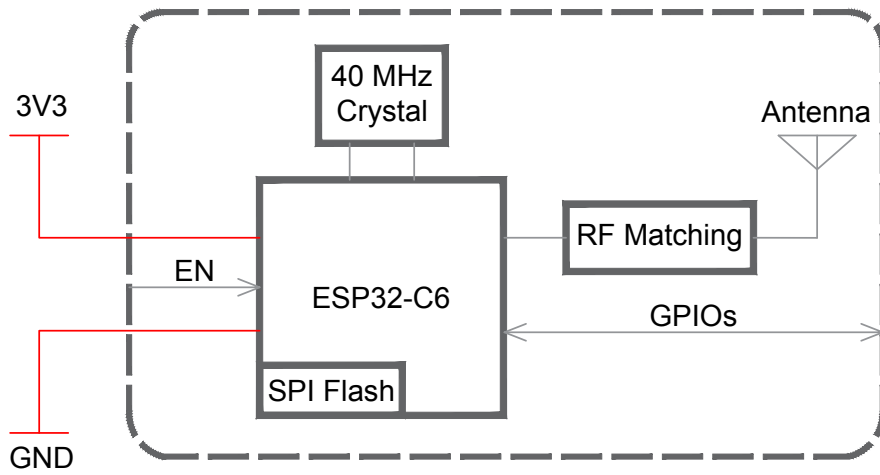 40 MHz
Crystal
3V3
Antenna
RF Matching
EN
ESP32-C6
GPIOs
SPI Flash
GND